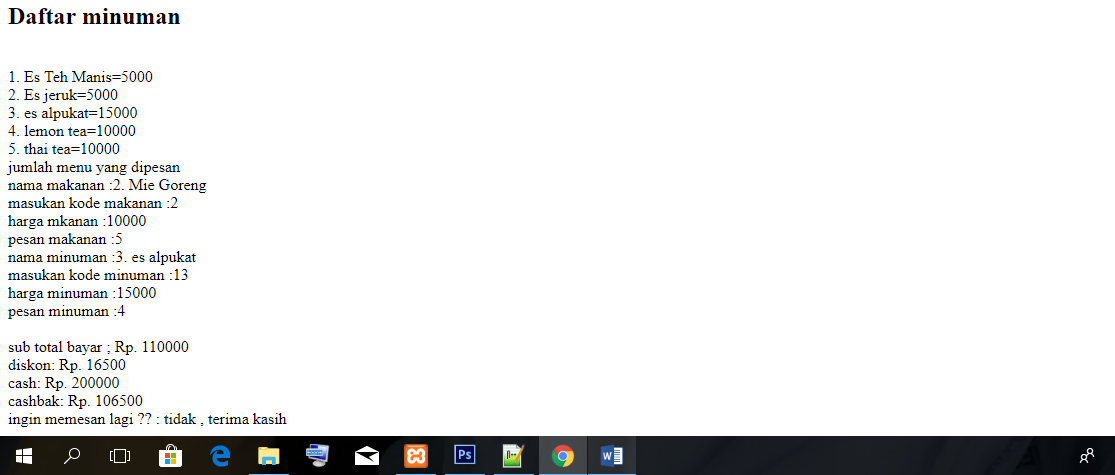 Daftar minuman
1. Es Teh Manis=5000
2. Es jeruk=5000
3. es alpukat=15000
4. lemon tea=10000
5. thai tea=10000
jumlah menu yang dipesan
nama makanan :2. Mie Goreng
masukan kode makanan :2
harga mkanan :10000
pesan makanan :5
nama minuman :3. es alpukat
masukan kode minuman :13
harga minuman :15000
pesan minuman :4
sub total bayar ; Rp. 110000
diskon: Rp. 16500
cash: Rp. 200000
cashbak: Rp. 106500
ingin memesan lagi ?? : tidak , terima kasih
Ps